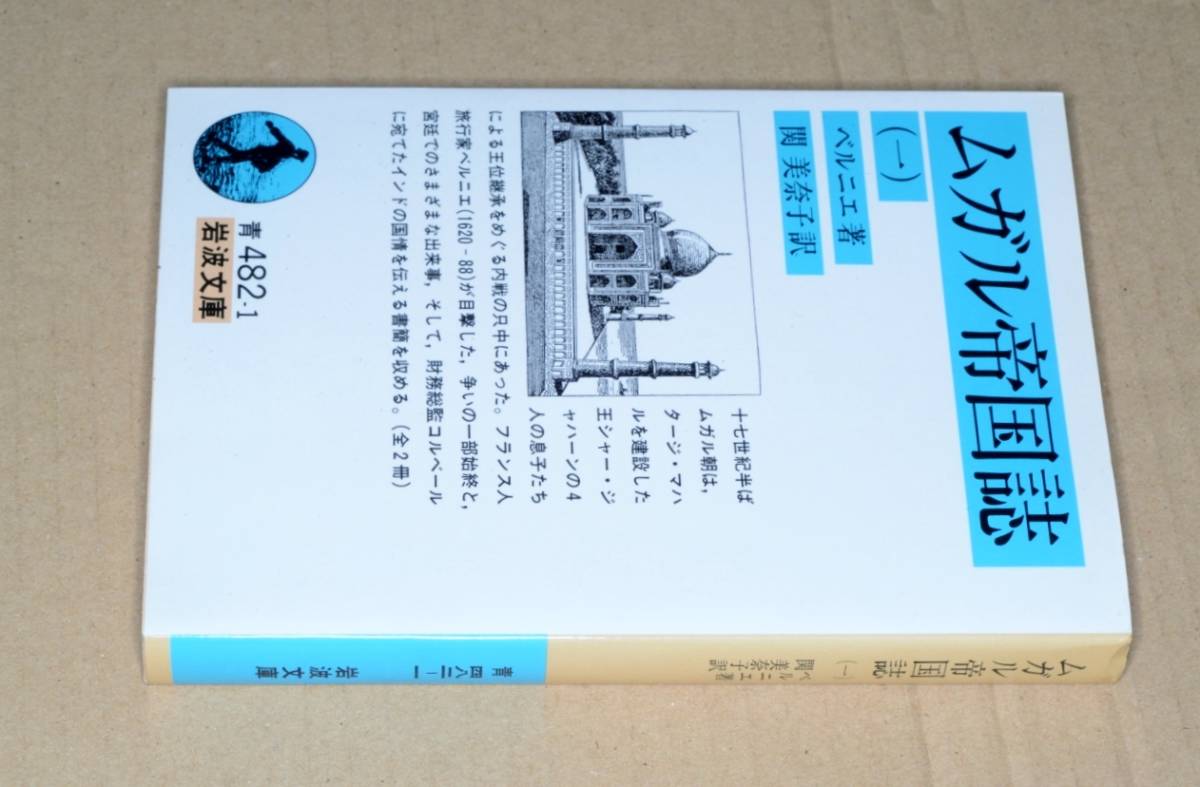 ムガル帝国誌
(一)
ベルニエ 著
関 美奈子 訳
十七世紀半ば
ムガル朝は,
タージ・マハ
ルを建設した
王シャー・ジ
ャハーンの4
人の息子たち
による王位継承をめぐる内戦の只中にあった。フランス人
旅行家ベルニエ(1620-88)が目撃した,争いの一部始終と,
宮廷でのさまざまな出来事,そして,財務総監コルベール
に宛てたインドの国情を伝える書簡を収める。(全2冊)
青 482-1
岩波文庫
ムガル帝国誌 (一)
ベルニエ著
関美奈子訳
青 四八二-一
岩波文庫